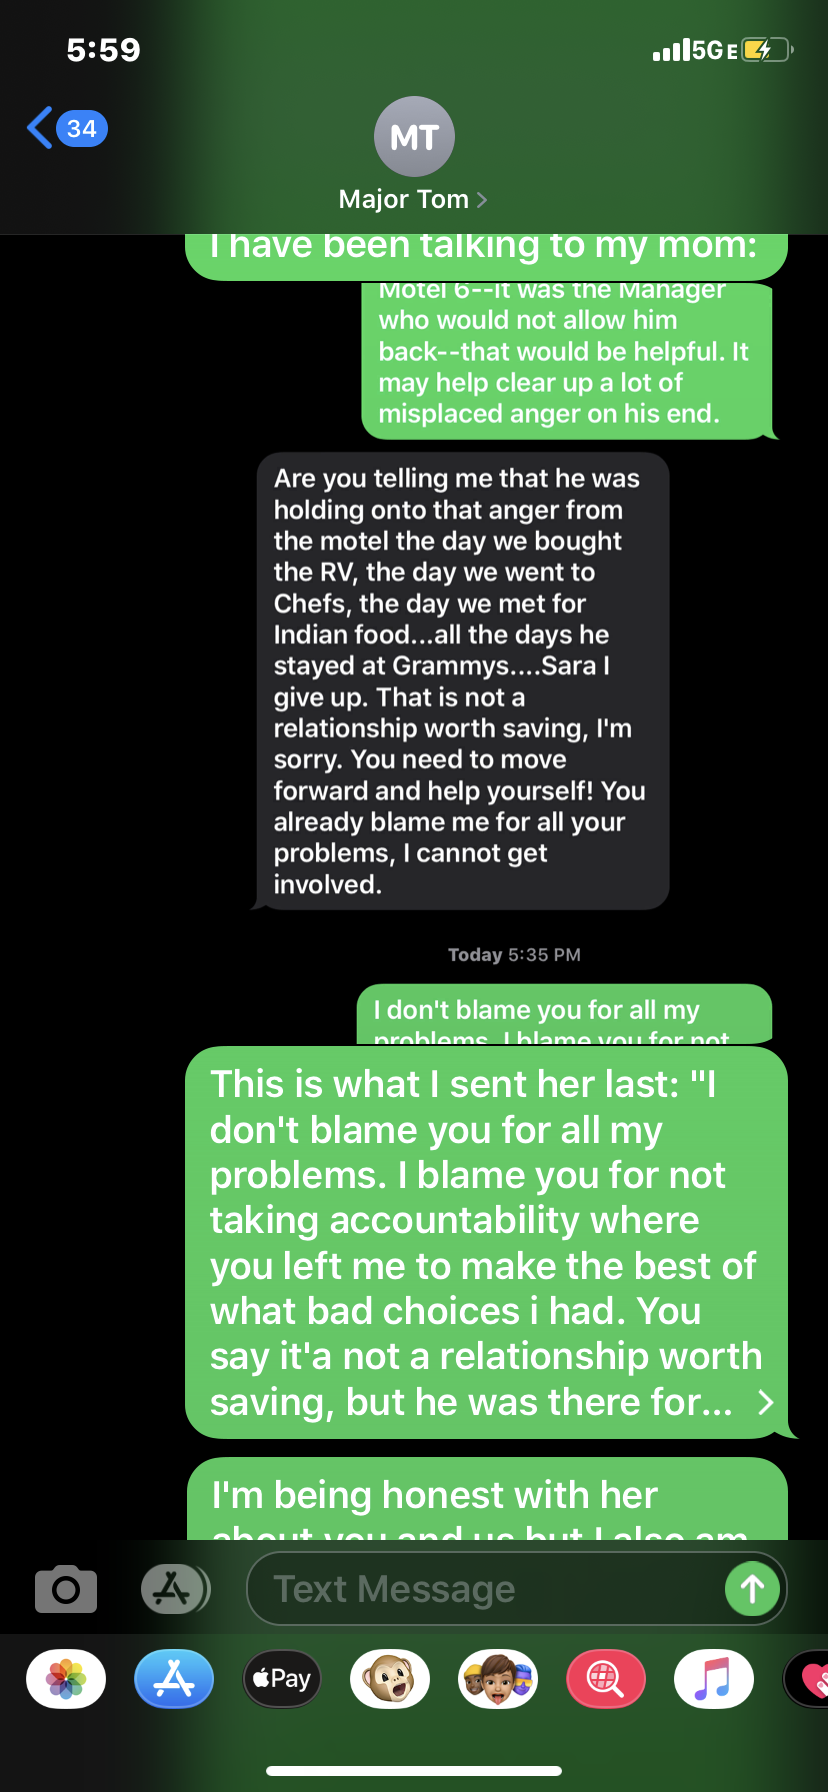 5:59
5G E
34
MT
Major Tom
I have been talking to my mom:
Motel 6--It was the Manager
who would not allow him
back--that would be helpful. It
may help clear up a lot of
misplaced anger on his end.
Are you telling me that he was
holding onto that anger from
the motel the day we bought
the RV, the day we went to
Chefs, the day we met for
Indian food...all the days he
stayed at Grammys....Sara I
give up. That is not a
relationship worth saving, I'm
sorry. You need to move
forward and help yourself! You
already blame me for all your
problems, I cannot get
involved.
Today 5:35 PM
I don't blame you for all my
problems. I blame you for not
This is what I sent her last: "I
don't blame you for all my
problems. I blame you for not
taking accountability where
you left me to make the best of
what bad choices i had. You
say it'a not a relationship worth
saving, but he was there for...
I'm being honest with her
about you and us but I also am
Text Message
Pay